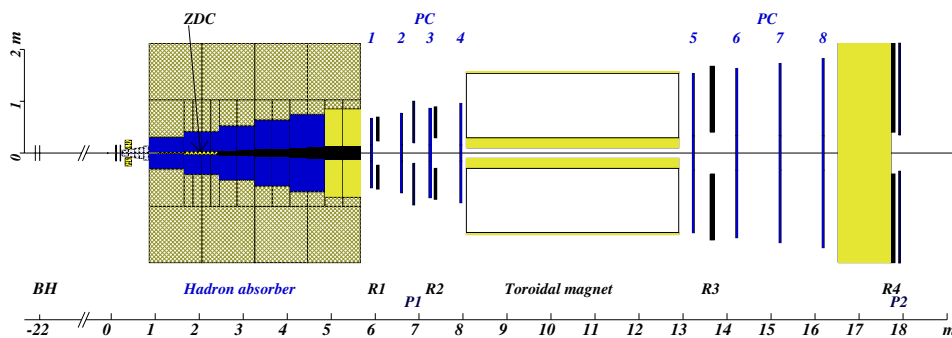 ZDC PC PC
1 2 3 4 5 6 7 8
2 m
1
0
BH Hadron absorber R1 R2 Toroidal magnet R3 R4
P1 P2
-22 0 1 2 3 4 5 6 7 8 9 10 11 12 13 14 15 16 17 18 m